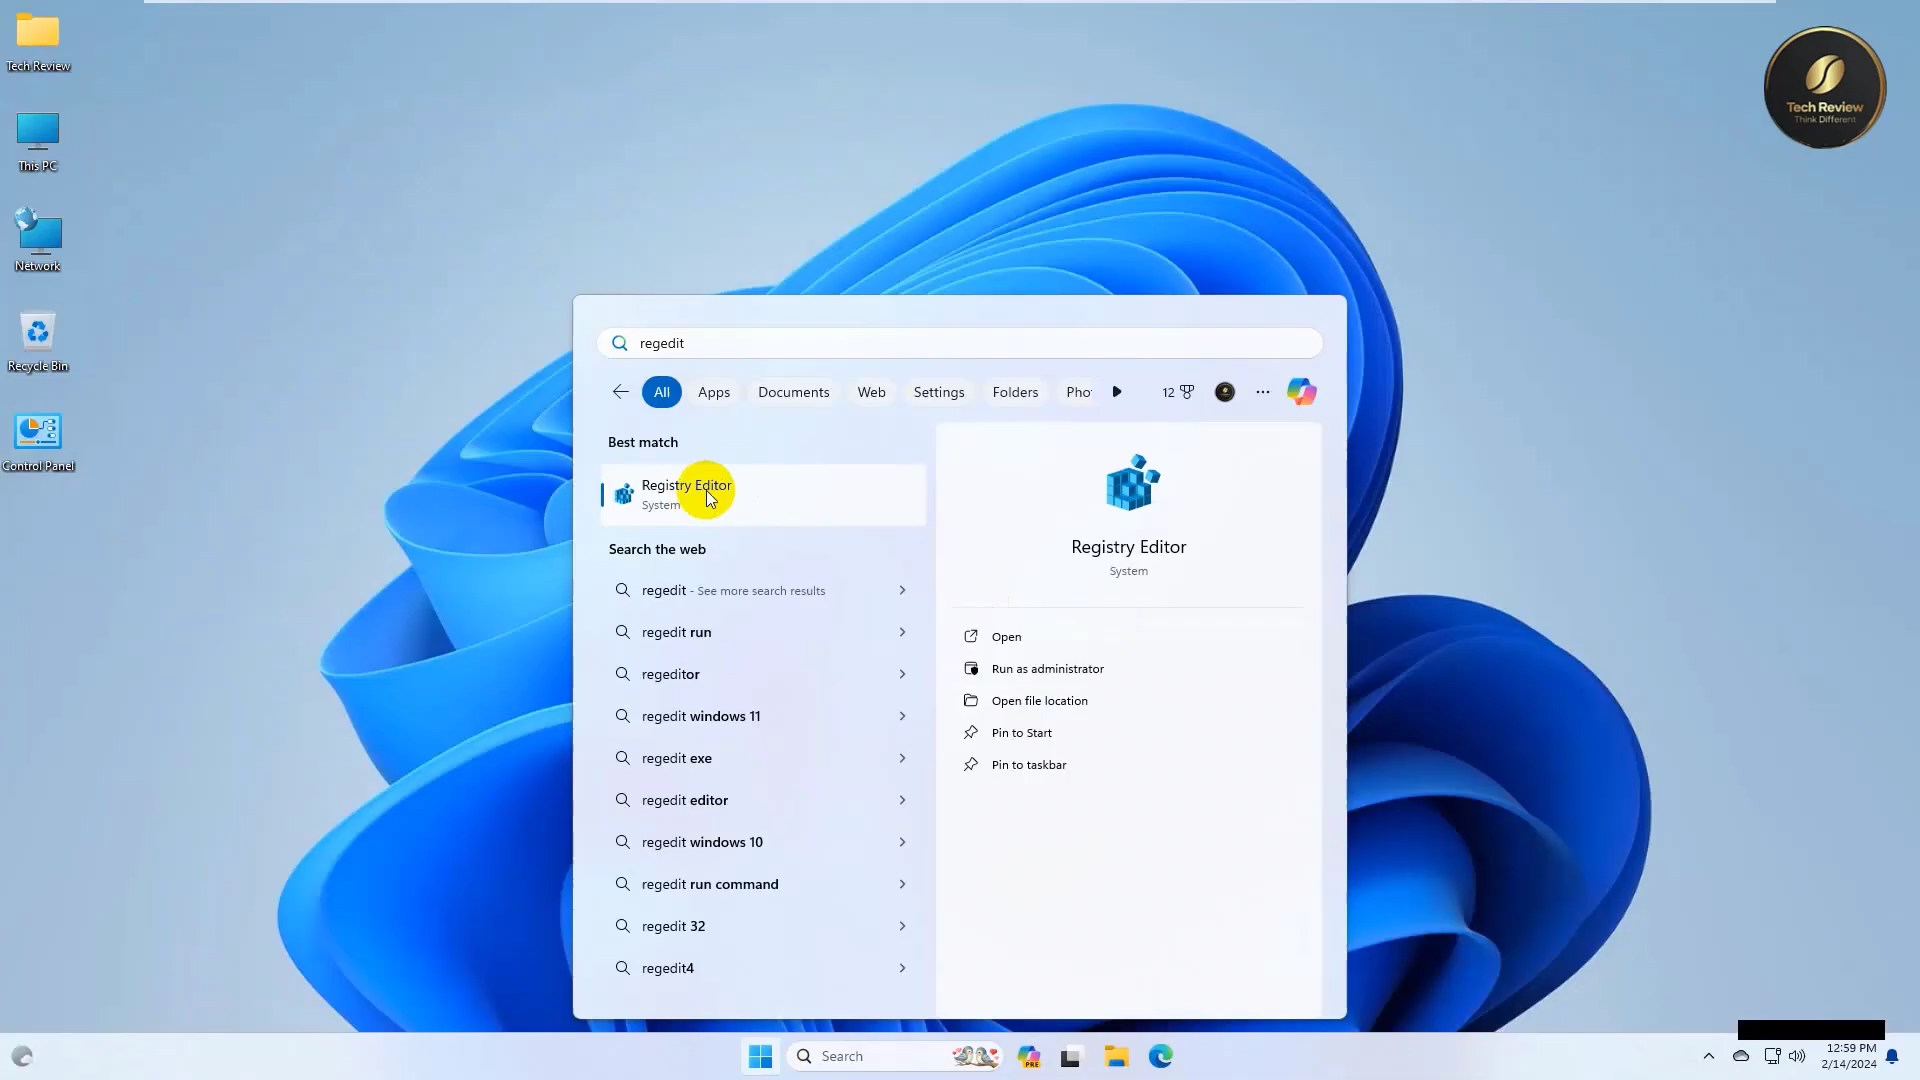 Tech Review
This PC
Network
Recycle Bin
Control Panel
Tech Review
Think Different
regedit
All Apps Documents Web Settings Folders Pho 12
Best match
Registry Editor
System
Search the web
regedit - See more search results
regedit run
regeditor
regedit windows 11
regedit exe
regedit editor
regedit windows 10
regedit run command
regedit 32
regedit4
Registry Editor
System
Open
Run as administrator
Open file location
Pin to Start
Pin to taskbar
Search
PRE
12:59 PM
2/14/2024